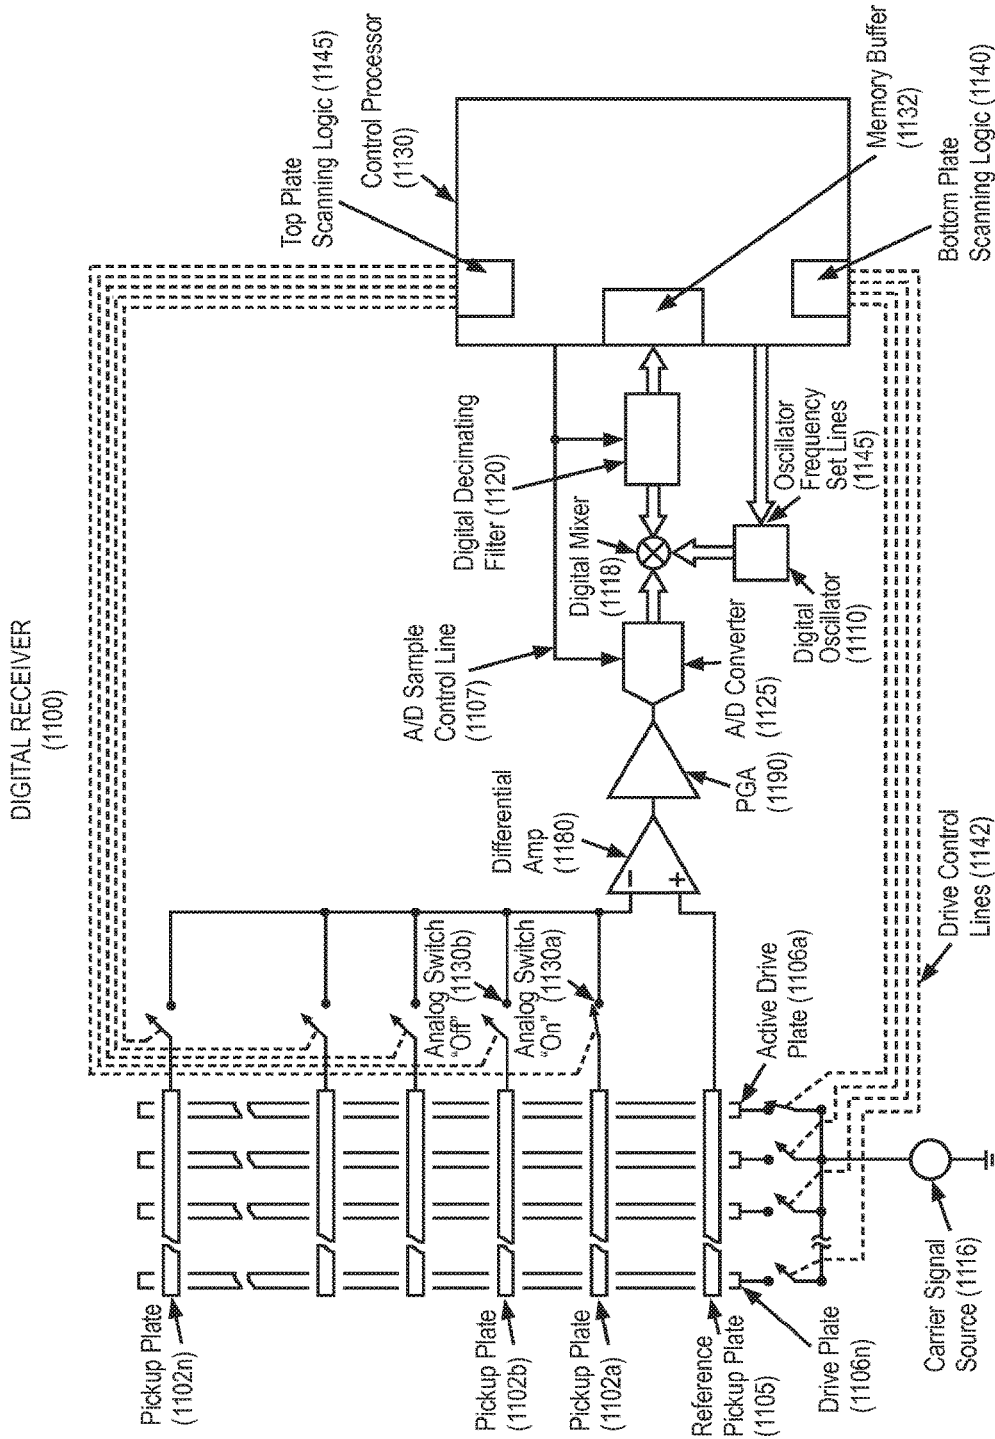 DIGITAL RECEIVER
(1100)
Top Plate
Scanning Logic (1145)
Control Processor
(1130)
Memory Buffer
(1132)
Bottom Plate
Scanning Logic (1140)
Digital Decimating
Filter (1120)
Digital Mixer
(1118)
Oscillator
Frequency
Set Lines
(1145)
Digital
Oscillator
(1110)
A/D Sample
Control Line
(1107)
A/D Converter
(1125)
PGA
(1190)
Differential
Amp
(1180)
−
+
Drive Control
Lines (1142)
Analog Switch
"Off" (1130b)
Analog Switch
"On" (1130a)
Active Drive
Plate (1106a)
Pickup Plate
(1102n)
Pickup Plate
(1102b)
Pickup Plate
(1102a)
Reference
Pickup Plate
(1105)
Drive Plate
(1106n)
Carrier Signal
Source (1116)